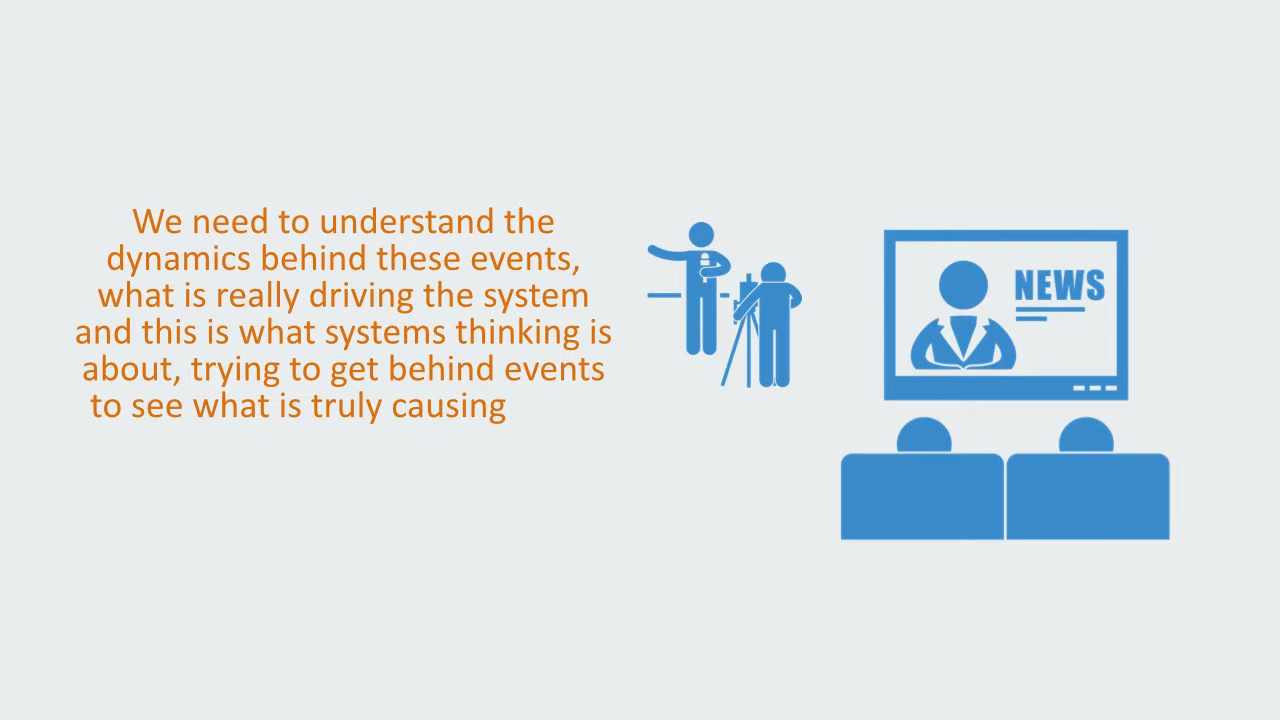 We need to understand the
dynamics behind these events,
what is really driving the system
and this is what systems thinking is
about, trying to get behind events
to see what is truly causing
NEWS